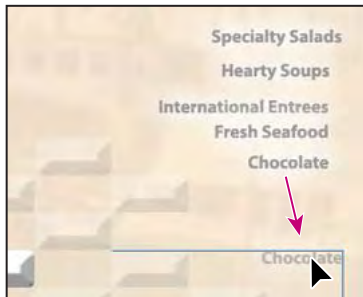 Specialty Salads
Hearty Soups
International Entrees
Fresh Seafood
Chocolate
Chocolate